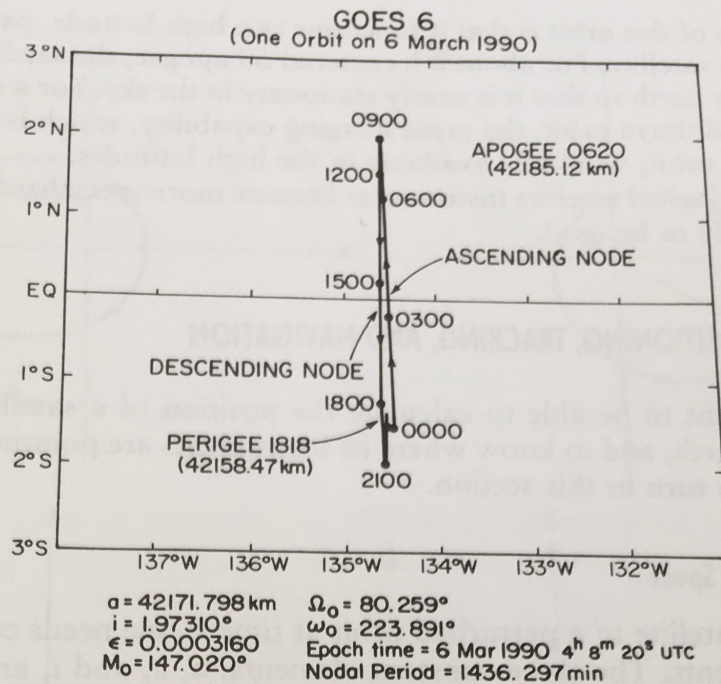 GOES 6
(One Orbit on 6 March 1990)
3°N
0900
2°N
APOGEE 0620
(42185.12 km)
1200
0600
1°N
ASCENDING NODE
1500
EQ
0300
DESCENDING NODE
1°S
1800
0000
PERIGEE 1818
(42158.47 km)
2°S
2100
3°S
137°W 136°W 135°W 134°W 133°W 132°W
a = 42171.798 km Ω₀ = 80.259°
i = 1.97310° ω₀ = 223.891°
ε = 0.0003160 Epoch time = 6 Mar 1990 4ʰ 8ᵐ 20ˢ UTC
M₀ = 147.020° Nodal Period = 1436.297 min